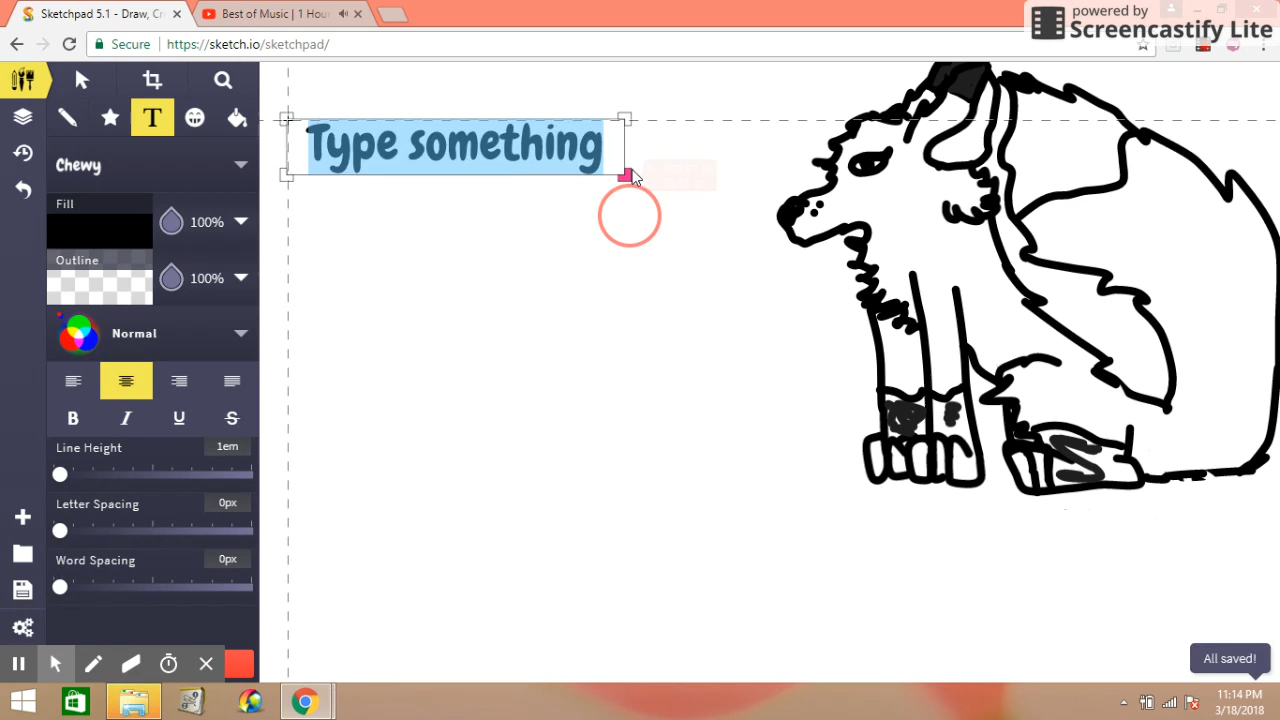 Sketchpad 5.1 - Draw, Cr
Best of Music | 1 Hour
powered by
Screencastify Lite
Secure
https://sketch.io/sketchpad/
T
Type something
Chewy
Fill
100%
Outline
100%
Normal
B I U S
Line Height 1em
Letter Spacing 0px
Word Spacing 0px
All saved!
11:14 PM
3/18/2018